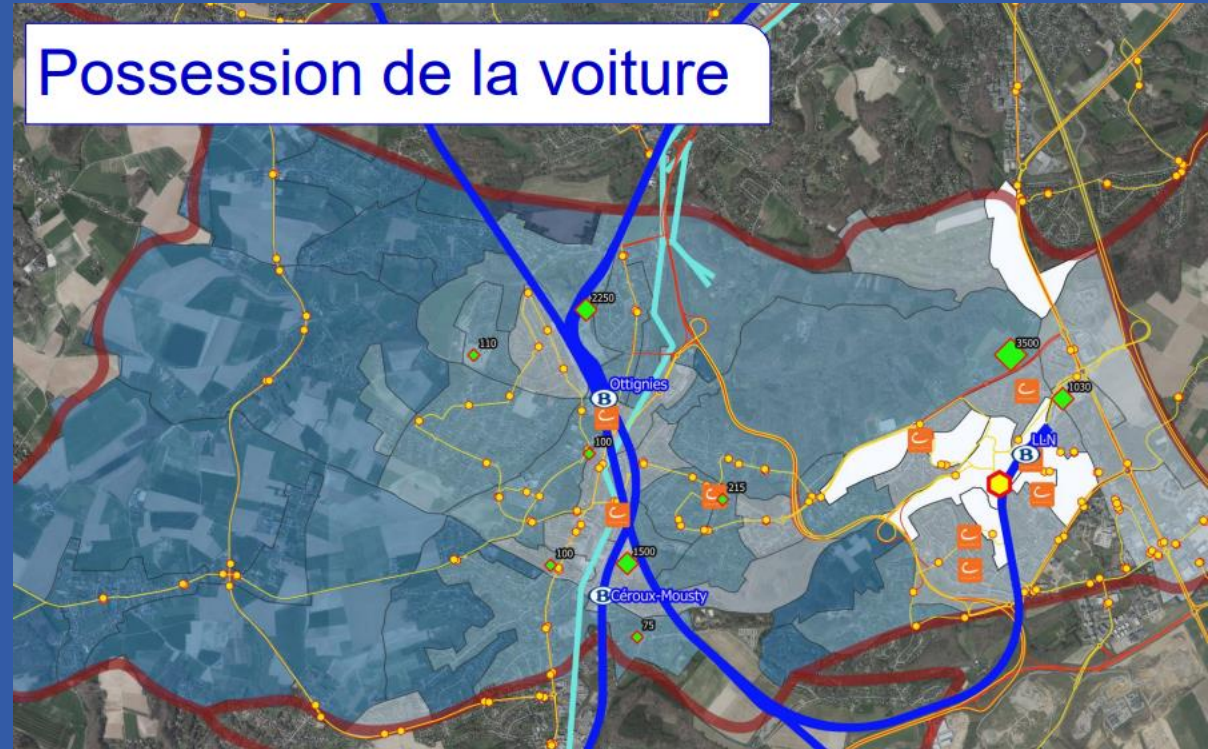 Possession de la voiture
2250
110
3500
Ottignies
1030
100
LLN
215
100
1500
Céroux-Mousty
75
B
B
B